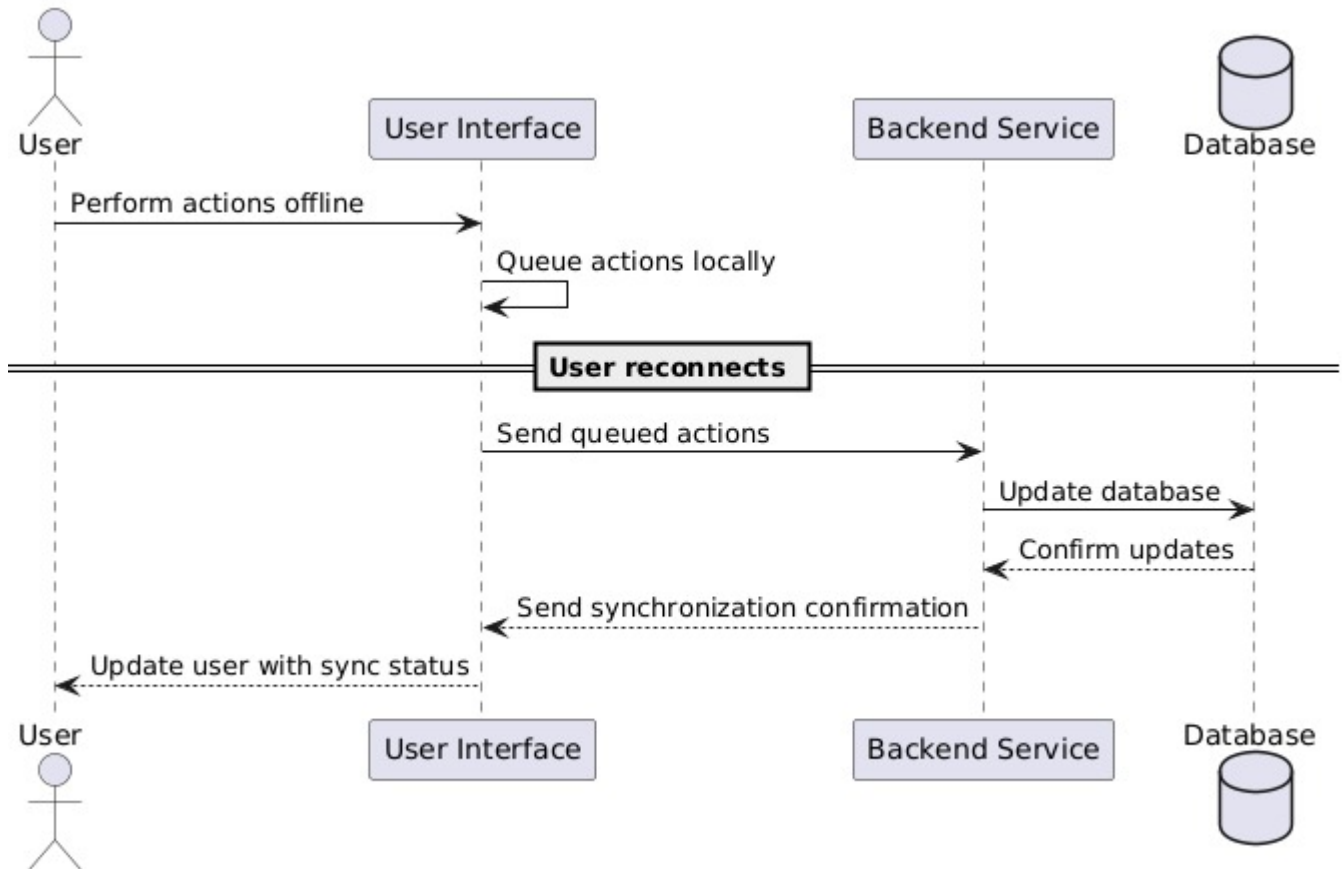 User
User Interface
Backend Service
Database
Perform actions offline
Queue actions locally
User reconnects
Send queued actions
Update database
Confirm updates
Send synchronization confirmation
Update user with sync status
User
User Interface
Backend Service
Database